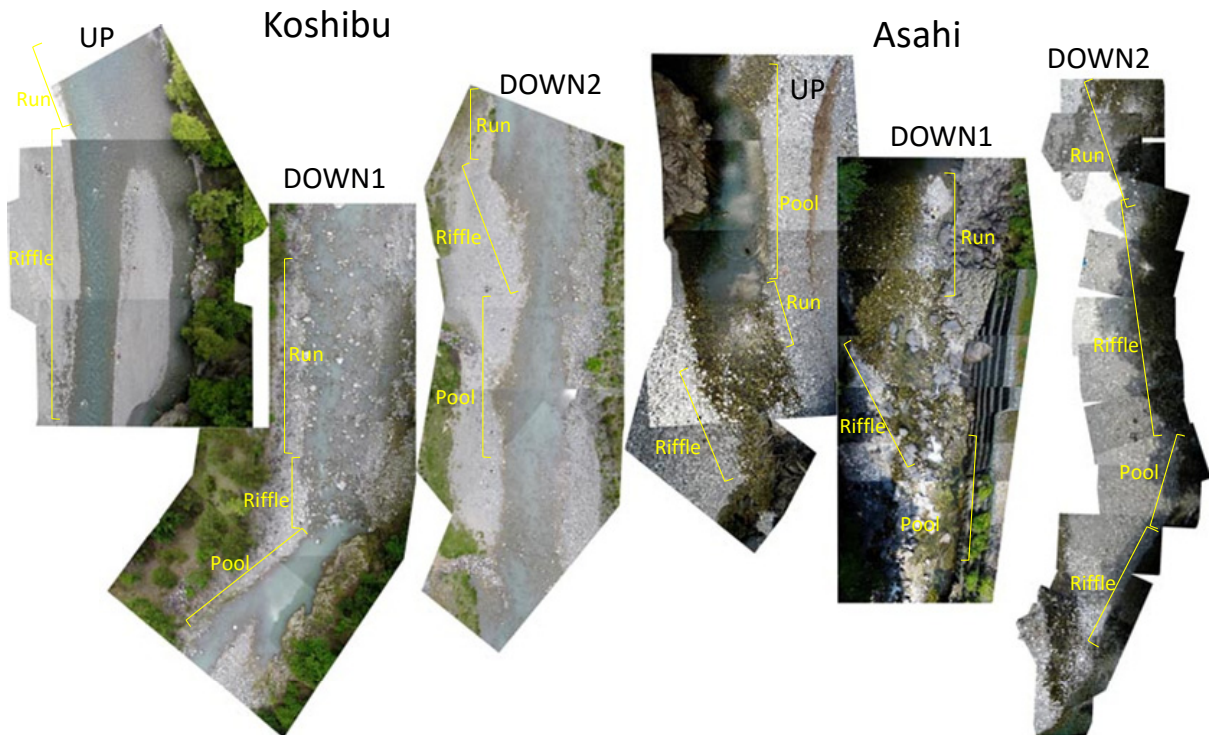 Koshibu
UP
Run
Riffle
DOWN1
Run
Riffle
Pool
DOWN2
Run
Riffle
Pool
Asahi
UP
Pool
Run
Riffle
DOWN1
Run
Riffle
Pool
DOWN2
Run
Riffle
Pool
Riffle